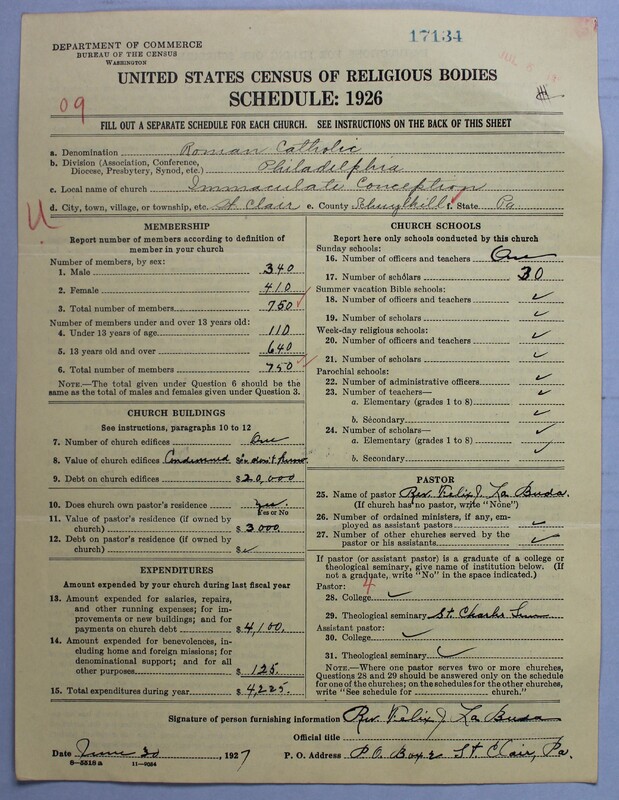 17134
DEPARTMENT OF COMMERCE
BUREAU OF THE CENSUS
WASHINGTON
UNITED STATES CENSUS OF RELIGIOUS BODIES
SCHEDULE: 1926
09
FILL OUT A SEPARATE SCHEDULE FOR EACH CHURCH. SEE INSTRUCTIONS ON THE BACK OF THIS SHEET
a. Denomination Roman Catholic
b. Division (Association, Conference, Diocese, Presbytery, Synod, etc.) Philadelphia
c. Local name of church Immaculate Conception
d. City, town, village, or township, etc. St Clair e. County Schuylkill f. State Pa.
U
MEMBERSHIP
Report number of members according to definition of
member in your church
Number of members, by sex:
1. Male 340
2. Female 410
3. Total number of members 750
Number of members under and over 13 years old:
4. Under 13 years of age 110
5. 13 years old and over 640
6. Total number of members 750
NOTE.—The total given under Question 6 should be
same as the total of males and females given under Question 3.
CHURCH BUILDINGS
See instructions, paragraphs 10 to 12
7. Number of church edifices One
8. Value of church edifices Condemned don't know
9. Debt on church edifices $20,000
10. Does church own pastor's residence Yes
Yes or No
11. Value of pastor's residence (if owned by
church) $3000.
12. Debt on pastor's residence (if owned by
church) $ ✓
EXPENDITURES
Amount expended by your church during last fiscal year
13. Amount expended for salaries, repairs,
and other running expenses; for im-
provements or new buildings; and for
payments on church debt $4,100.
14. Amount expended for benevolences,
including home and foreign missions; for
denominational support; and for all
other purposes $125.
15. Total expenditures during year $4,225.
CHURCH SCHOOLS
Report here only schools conducted by this church
Sunday schools:
16. Number of officers and teachers One
17. Number of scholars 30
Summer vacation Bible schools:
18. Number of officers and teachers ✓
19. Number of scholars ✓
Week-day religious schools:
20. Number of officers and teachers ✓
21. Number of scholars ✓
Parochial schools:
22. Number of administrative officers ✓
23. Number of teachers—
a. Elementary (grades 1 to 8) ✓
b. Secondary ✓
24. Number of scholars—
a. Elementary (grades 1 to 8) ✓
b. Secondary ✓
PASTOR
25. Name of pastor Rev. Felix J. La Buda.
(If church has no pastor, write "None")
26. Number of ordained ministers, if any, em-
ployed as assistant pastors ✓
27. Number of other churches served by the
pastor or his assistants ✓
If pastor (or assistant pastor) is a graduate of a college or
theological seminary, give name of institution below. (If
not a graduate, write "No" in the space indicated.)
Pastor: 4
28. College ✓
29. Theological seminary St. Charles Sem
Assistant pastor:
30. College ✓
31. Theological seminary ✓
NOTE.—Where one pastor serves two or more churches,
Questions 28 and 29 should be answered only on the schedule
for one of the churches; on the schedules for the other churches,
write "See schedule for ______ church."
Signature of person furnishing information Rev. Felix J La Buda
Official title
Date June 30, 1927 P. O. Address P.O. Box St Clair, Pa.
8—5518 a 11—9054